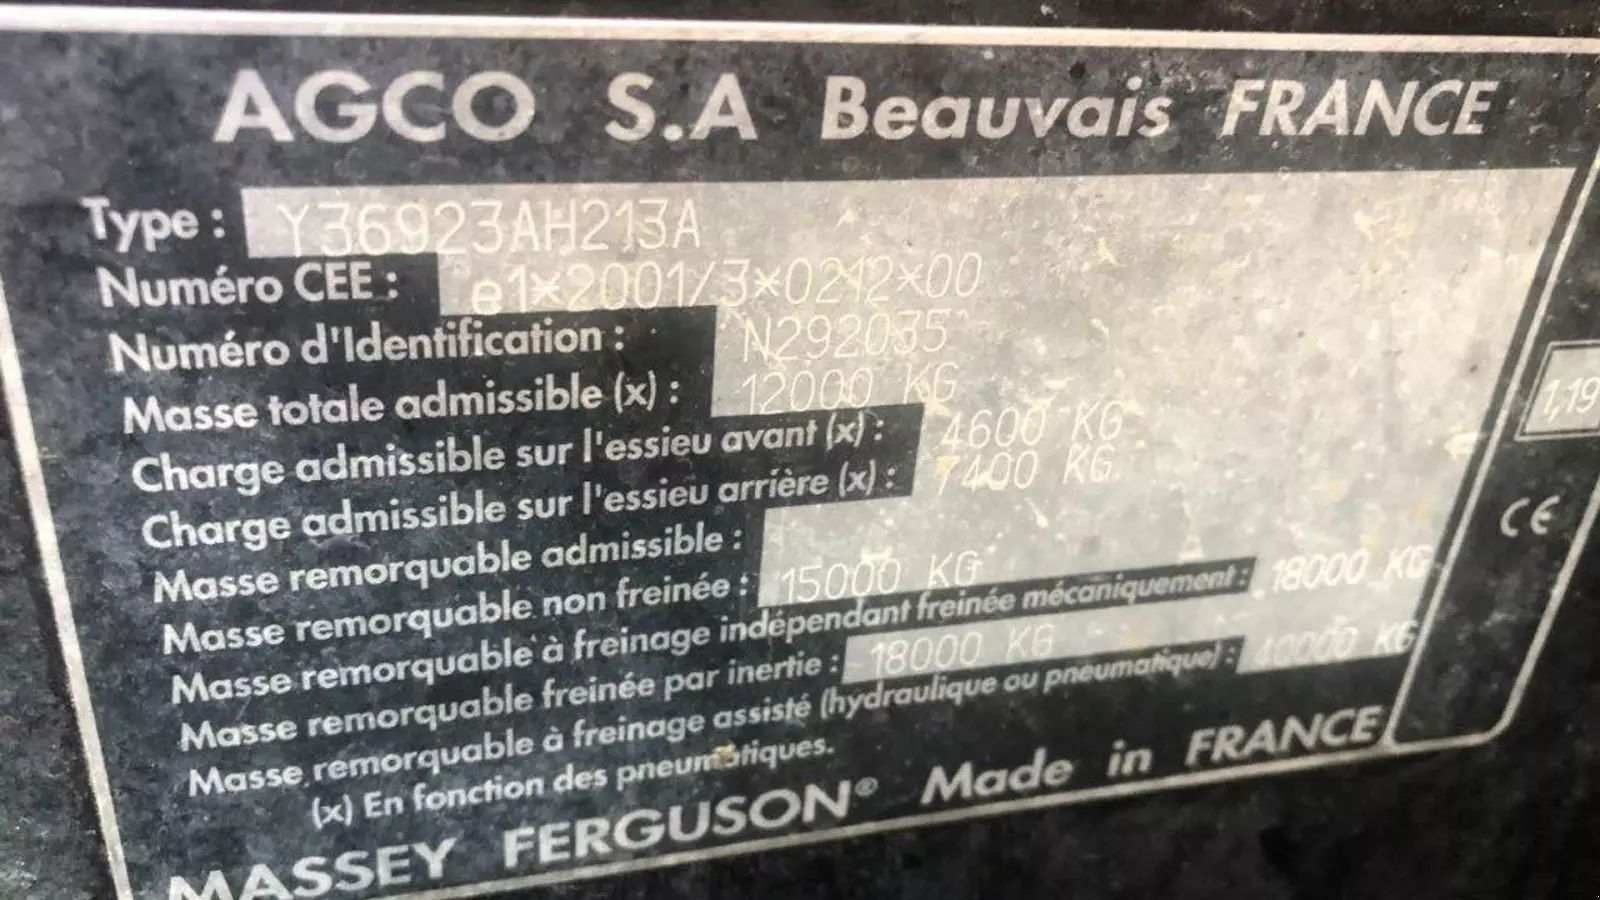 AGCO S.A Beauvais FRANCE
Type : Y36923AH213A
Numéro CEE : e1*2001/3*0212*00
Numéro d'Identification : N292035
Masse totale admissible (x) : 12000 KG
Charge admissible sur l'essieu avant (x) : 4600 KG
Charge admissible sur l'essieu arrière (x) : 7400 KG
Masse remorquable admissible :
Masse remorquable non freinée : 15000 KG
Masse remorquable à freinage indépendant freinée mécaniquement : 18000 KG
Masse remorquable freinée par inertie : 18000 KG
Masse remorquable à freinage assisté (hydraulique ou pneumatique) : 40000 KG
(x) En fonction des pneumatiques.
MASSEY FERGUSON® Made in FRANCE
1,19
CE